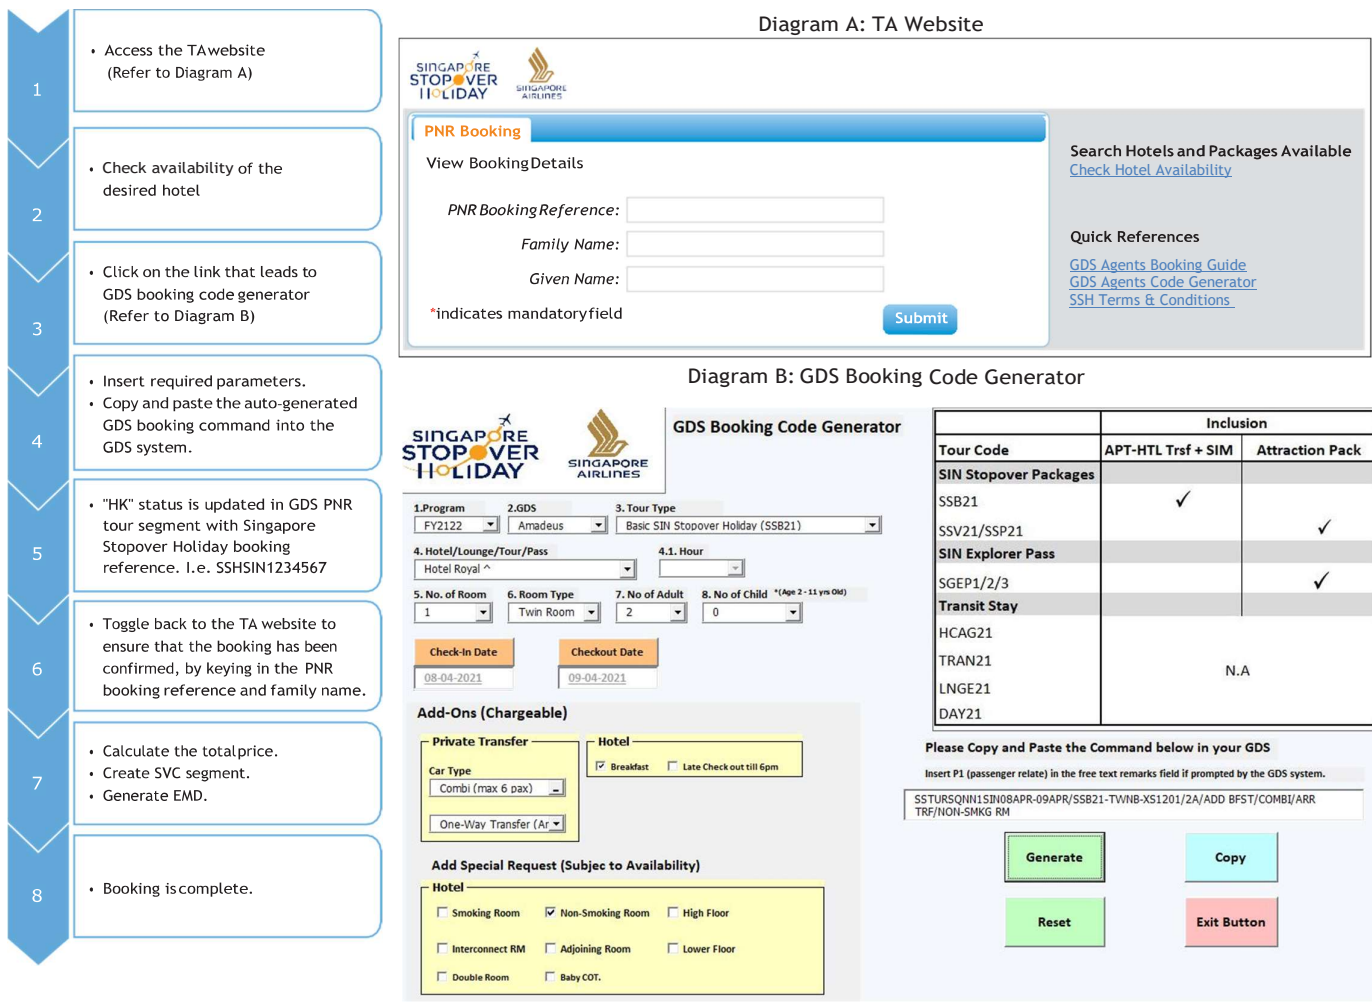 1
• Access the TA website
(Refer to Diagram A)
2
• Check availability of the
desired hotel
3
• Click on the link that leads to
GDS booking code generator
(Refer to Diagram B)
4
• Insert required parameters.
• Copy and paste the auto-generated
GDS booking command into the
GDS system.
5
• "HK" status is updated in GDS PNR
tour segment with Singapore
Stopover Holiday booking
reference. I.e. SSHSIN1234567
6
• Toggle back to the TA website to
ensure that the booking has been
confirmed, by keying in the PNR
booking reference and family name.
7
• Calculate the total price.
• Create SVC segment.
• Generate EMD.
8
• Booking is complete.
Diagram A: TA Website
SINGAPORE
STOPOVER
HOLIDAY
SINGAPORE
AIRLINES
PNR Booking
View Booking Details
PNR Booking Reference:
Family Name:
Given Name:
*indicates mandatory field
Submit
Search Hotels and Packages Available
Check Hotel Availability
Quick References
GDS Agents Booking Guide
GDS Agents Code Generator
SSH Terms & Conditions
Diagram B: GDS Booking Code Generator
SINGAPORE
STOPOVER
HOLIDAY
SINGAPORE
AIRLINES
GDS Booking Code Generator
1.Program 2.GDS 3. Tour Type
FY2122 Amadeus Basic SIN Stopover Holiday (SSB21)
4. Hotel/Lounge/Tour/Pass 4.1. Hour
Hotel Royal ^
5. No. of Room 6. Room Type 7. No of Adult 8. No of Child *(Age 2 - 11 yrs Old)
1 Twin Room 2 0
Check-In Date Checkout Date
08-04-2021 09-04-2021
Add-Ons (Chargeable)
Private Transfer
Car Type
Combi (max 6 pax)
One-Way Transfer (Ar
Hotel
Breakfast Late Check out till 6pm
Add Special Request (Subjec to Availability)
Hotel
Smoking Room Non-Smoking Room High Floor
Interconnect RM Adjoining Room Lower Floor
Double Room Baby COT.
Inclusion
Tour Code APT-HTL Trsf + SIM Attraction Pack
SIN Stopover Packages
SSB21 ✓
SSV21/SSP21 ✓
SIN Explorer Pass
SGEP1/2/3 ✓
Transit Stay
HCAG21
TRAN21
N.A
LNGE21
DAY21
Please Copy and Paste the Command below in your GDS
Insert P1 (passenger relate) in the free text remarks field if prompted by the GDS system.
SSTURSQNN1SIN08APR-09APR/SSB21-TWNB-XS1201/2A/ADD BFST/COMBI/ARR
TRF/NON-SMKG RM
Generate Copy
Reset Exit Button